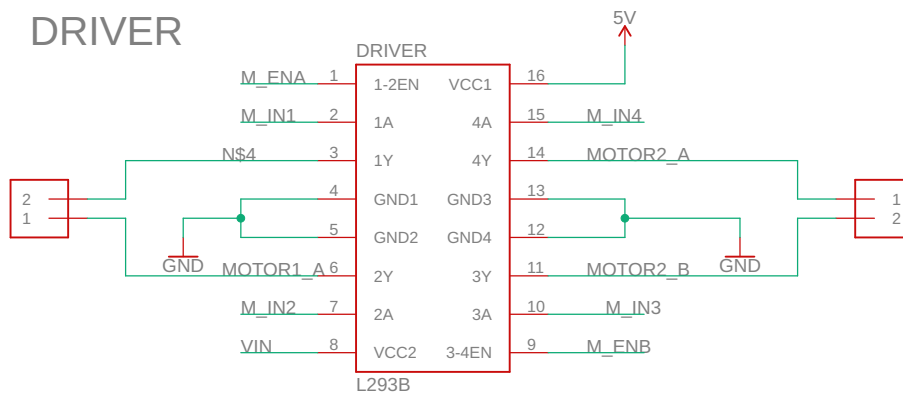 DRIVER
5V
DRIVER
M_ENA 1 1-2EN VCC1 16
M_IN1 2 1A 4A 15 M_IN4
N$4 3 1Y 4Y 14 MOTOR2_A
2 4 GND1 GND3 13 1
1 5 GND2 GND4 12 2
GND MOTOR1_A 6 2Y 3Y 11 MOTOR2_B GND
M_IN2 7 2A 3A 10 M_IN3
VIN 8 VCC2 3-4EN 9 M_ENB
L293B